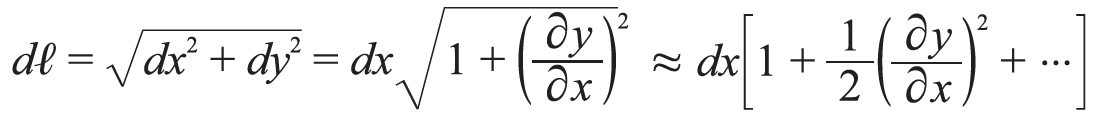 dℓ = √(dx² + dy²) = dx √(1 + (∂y/∂x)²) ≈ dx[1 + 1/2 (∂y/∂x)² + ···]